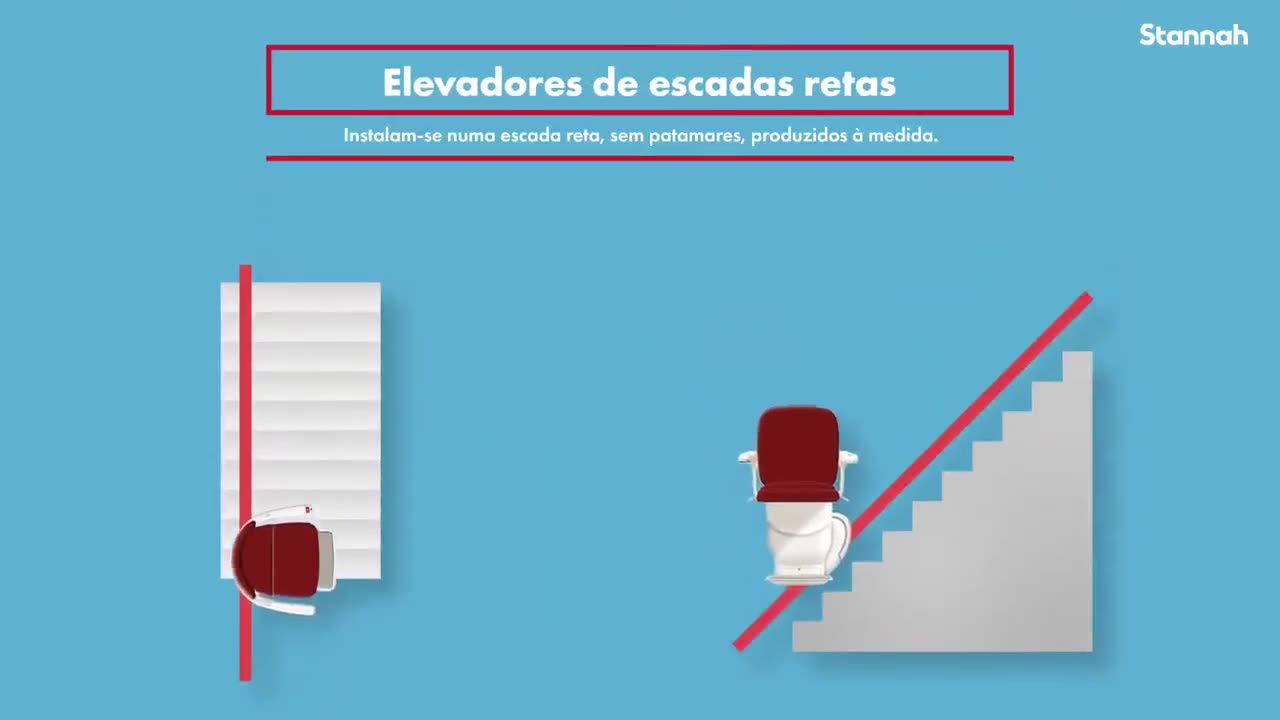 Stannah
Elevadores de escadas retas
Instalam-se numa escada reta, sem patamares, produzidos à medida.